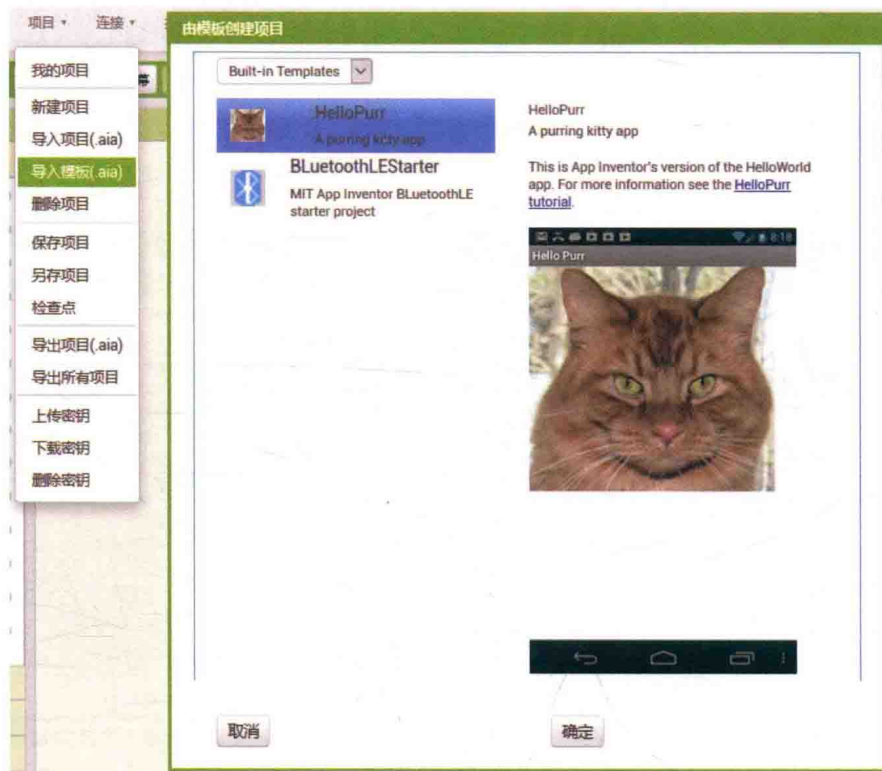 项目
连接
我的项目
新建项目
导入项目(.aia)
导入模板(.aia)
删除项目
保存项目
另存项目
检查点
导出项目(.aia)
导出所有项目
上传密钥
下载密钥
删除密钥
由模板创建项目
Built-in Templates
HelloPurr
A purring kitty app
BLuetoothLEStarter
MIT App Inventor BLuetoothLE
starter project
HelloPurr
A purring kitty app
This is App Inventor's version of the HelloWorld
app. For more information see the HelloPurr
tutorial.
8:18
Hello Purr
取消
确定